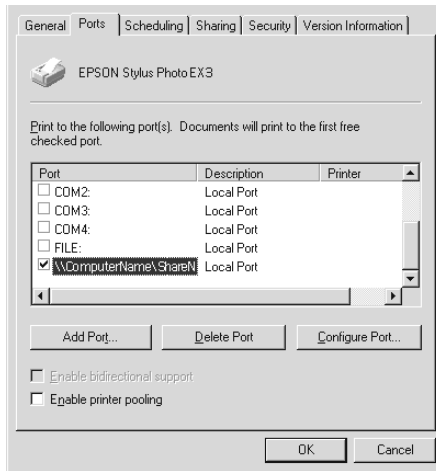 General Ports Scheduling Sharing Security Version Information
EPSON Stylus Photo EX3
Print to the following port(s). Documents will print to the first free
checked port.
Port Description Printer
COM2: Local Port
COM3: Local Port
COM4: Local Port
FILE: Local Port
\\ComputerName\ShareN Local Port
Add Port... Delete Port Configure Port...
Enable bidirectional support
Enable printer pooling
OK Cancel